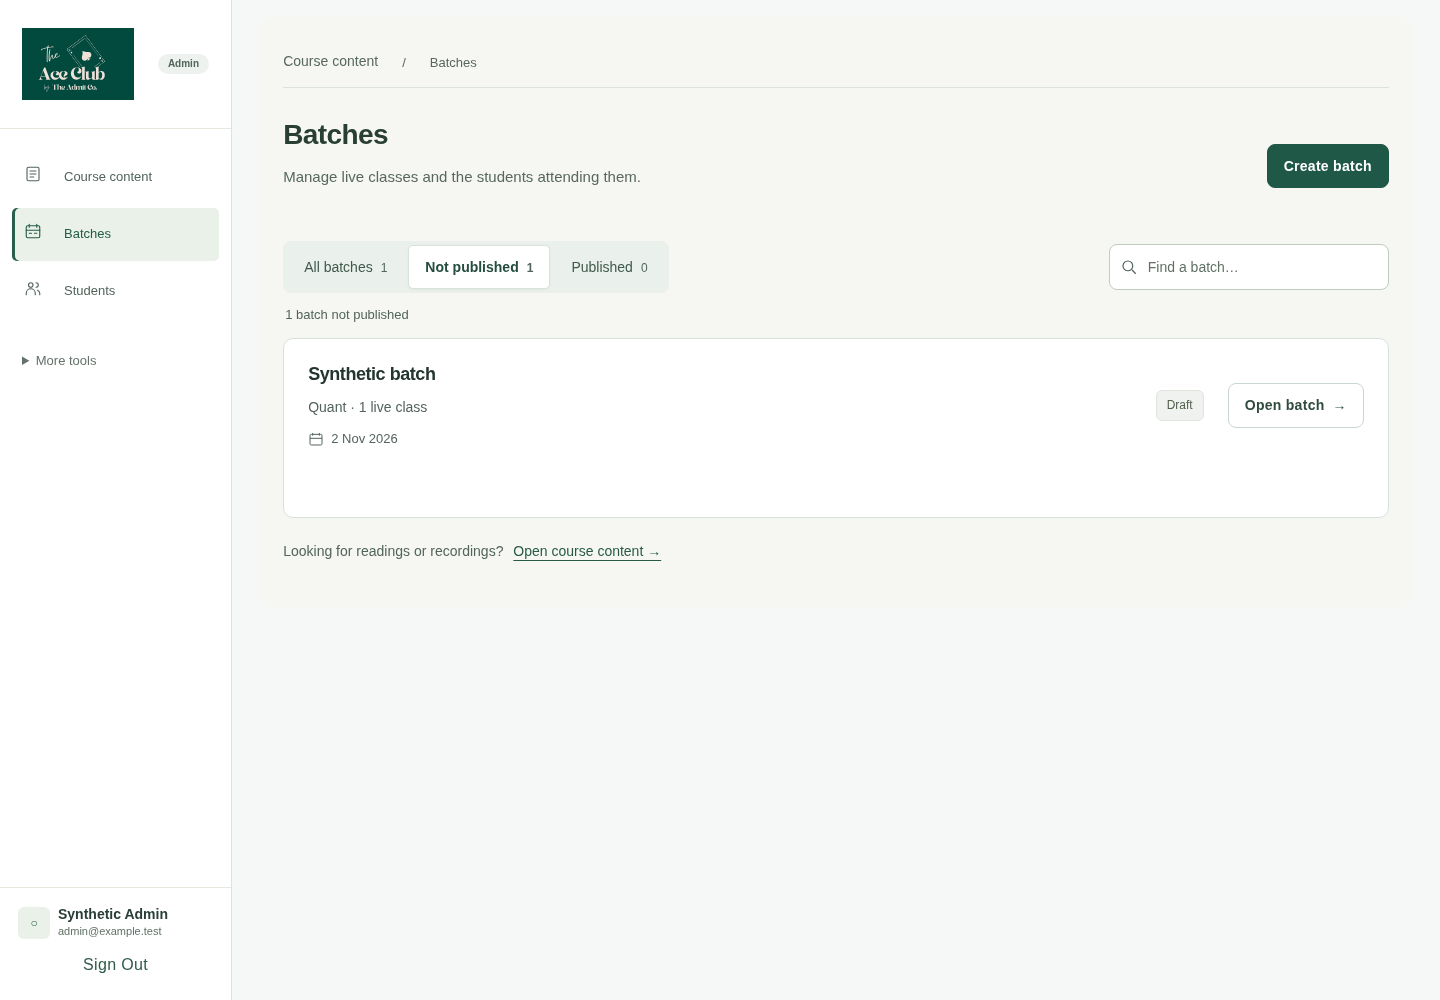 The
Ace Club
by The Admit Co.
Admin
Course content
Batches
Students
▶ More tools
Synthetic Admin
admin@example.test
Sign Out
Course content / Batches
Batches
Manage live classes and the students attending them.
Create batch
All batches 1 Not published 1 Published 0
Find a batch…
1 batch not published
Synthetic batch
Quant · 1 live class
2 Nov 2026
Draft
Open batch →
Looking for readings or recordings? Open course content →